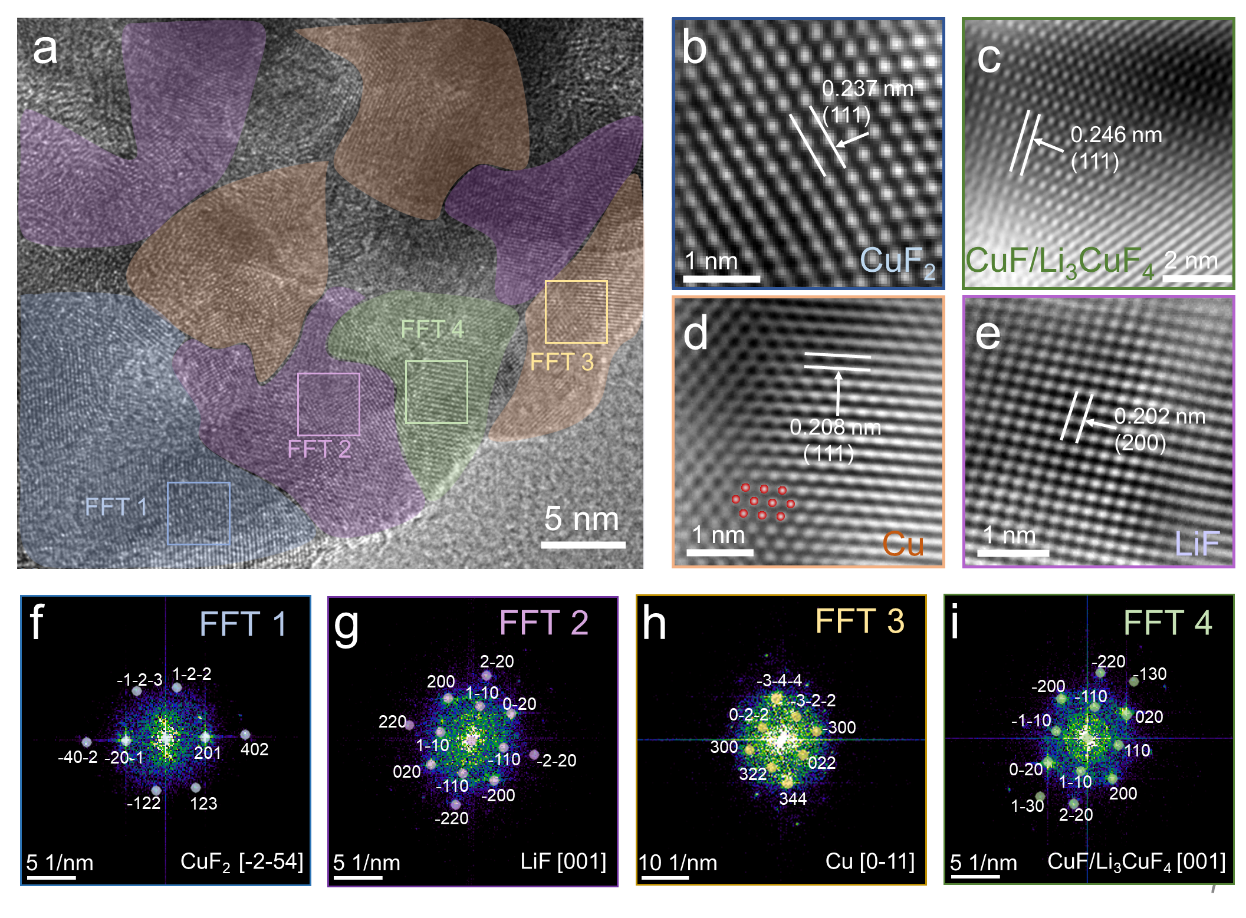 a
FFT 4
FFT 3
FFT 2
FFT 1
5 nm
b
0.237 nm
(111)
1 nm
CuF₂
c
0.246 nm
(111)
CuF/Li₃CuF₄
2 nm
d
0.208 nm
(111)
1 nm
Cu
e
0.202 nm
(200)
1 nm
LiF
f
FFT 1
-1-2-3
1-2-2
-40-2
-20-1
201
402
-122
123
5 1/nm
CuF₂ [-2-54]
g
FFT 2
2-20
200
1-10
0-20
220
1-10
-110
-2-20
020
-110
-200
-220
5 1/nm
LiF [001]
h
FFT 3
-3-4-4
-3-2-2
0-2-2
-300
300
022
322
344
10 1/nm
Cu [0-11]
i
FFT 4
-220
-130
-200
-110
020
-1-10
110
0-20
1-10
200
1-30
2-20
5 1/nm
CuF/Li₃CuF₄ [001]